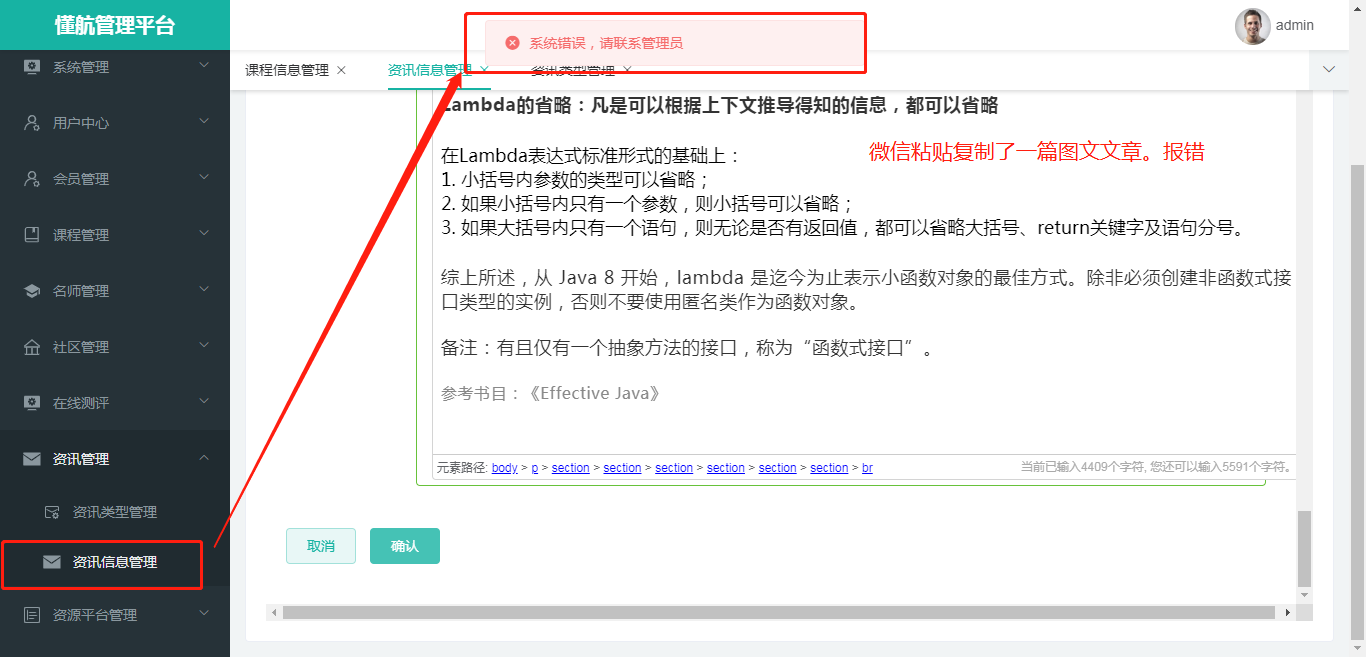 懂航管理平台
系统管理
用户中心
会员管理
课程管理
名师管理
社区管理
在线测评
资讯管理
资讯类型管理
资讯信息管理
资源平台管理
系统错误，请联系管理员
admin
课程信息管理
资讯信息管理
资讯类型管理
Lambda的省略：凡是可以根据上下文推导得知的信息，都可以省略
微信粘贴复制了一篇图文文章。报错
在Lambda表达式标准形式的基础上：
1. 小括号内参数的类型可以省略；
2. 如果小括号内只有一个参数，则小括号可以省略；
3. 如果大括号内只有一个语句，则无论是否有返回值，都可以省略大括号、return关键字及语句分号。
综上所述，从 Java 8 开始，lambda 是迄今为止表示小函数对象的最佳方式。除非必须创建非函数式接
口类型的实例，否则不要使用匿名类作为函数对象。
备注：有且仅有一个抽象方法的接口，称为“函数式接口”。
参考书目：《Effective Java》
元素路径: body > p > section > section > section > section > section > section > br
当前已输入4409个字符, 您还可以输入5591个字符。
取消
确认